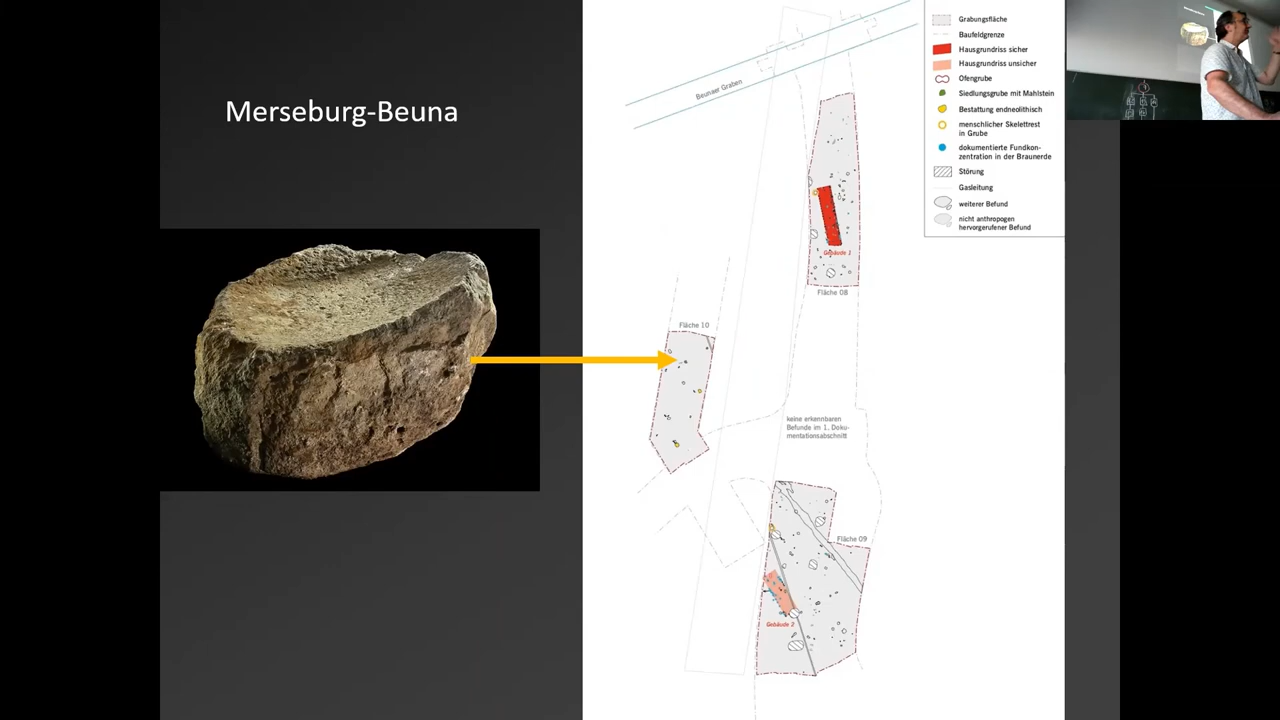 Merseburg-Beuna
Beunaer Graben
Gebäude 1
Fläche 08
Fläche 10
keine erkennbaren
Befunde im 1. Doku-
mentationsabschnitt
Fläche 09
Gebäude 2
Grabungsfläche
Baufeldgrenze
Hausgrundriss sicher
Hausgrundriss unsicher
Ofengrube
Siedlungsgrube mit Mahlstein
Bestattung endneolithisch
menschlicher Skelettrest
in Grube
dokumentierte Fundkon-
zentration in der Braunerde
Störung
Gasleitung
weiterer Befund
nicht anthropogen
hervorgerufener Befund